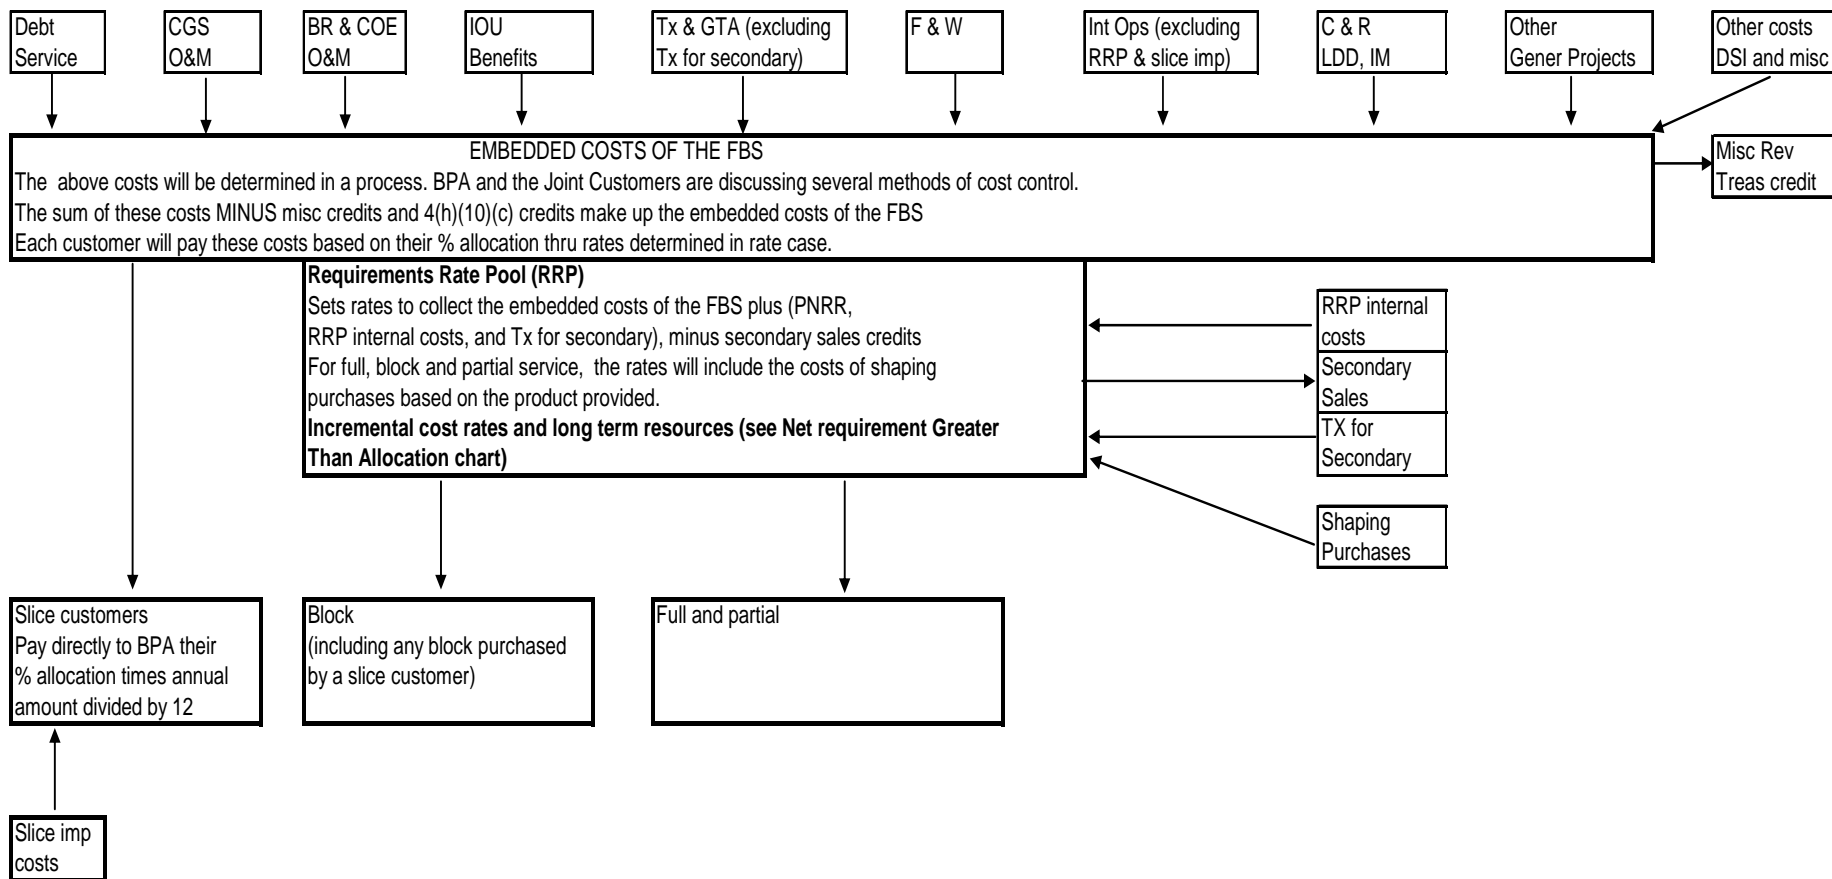 Debt
Service
CGS
O&M
BR & COE
O&M
IOU
Benefits
Tx & GTA (excluding
Tx for secondary)
F & W
Int Ops (excluding
RRP & slice imp)
C & R
LDD, IM
Other
Gener Projects
Other costs
DSI and misc
EMBEDDED COSTS OF THE FBS
The above costs will be determined in a process. BPA and the Joint Customers are discussing several methods of cost control.
The sum of these costs MINUS misc credits and 4(h)(10)(c) credits make up the embedded costs of the FBS
Each customer will pay these costs based on their % allocation thru rates determined in rate case.
Misc Rev
Treas credit
Requirements Rate Pool (RRP)
Sets rates to collect the embedded costs of the FBS plus (PNRR,
RRP internal costs, and Tx for secondary), minus secondary sales credits
For full, block and partial service, the rates will include the costs of shaping
purchases based on the product provided.
Incremental cost rates and long term resources (see Net requirement Greater
Than Allocation chart)
RRP internal
costs
Secondary
Sales
TX for
Secondary
Shaping
Purchases
Slice customers
Pay directly to BPA their
% allocation times annual
amount divided by 12
Block
(including any block purchased
by a slice customer)
Full and partial
Slice imp
costs